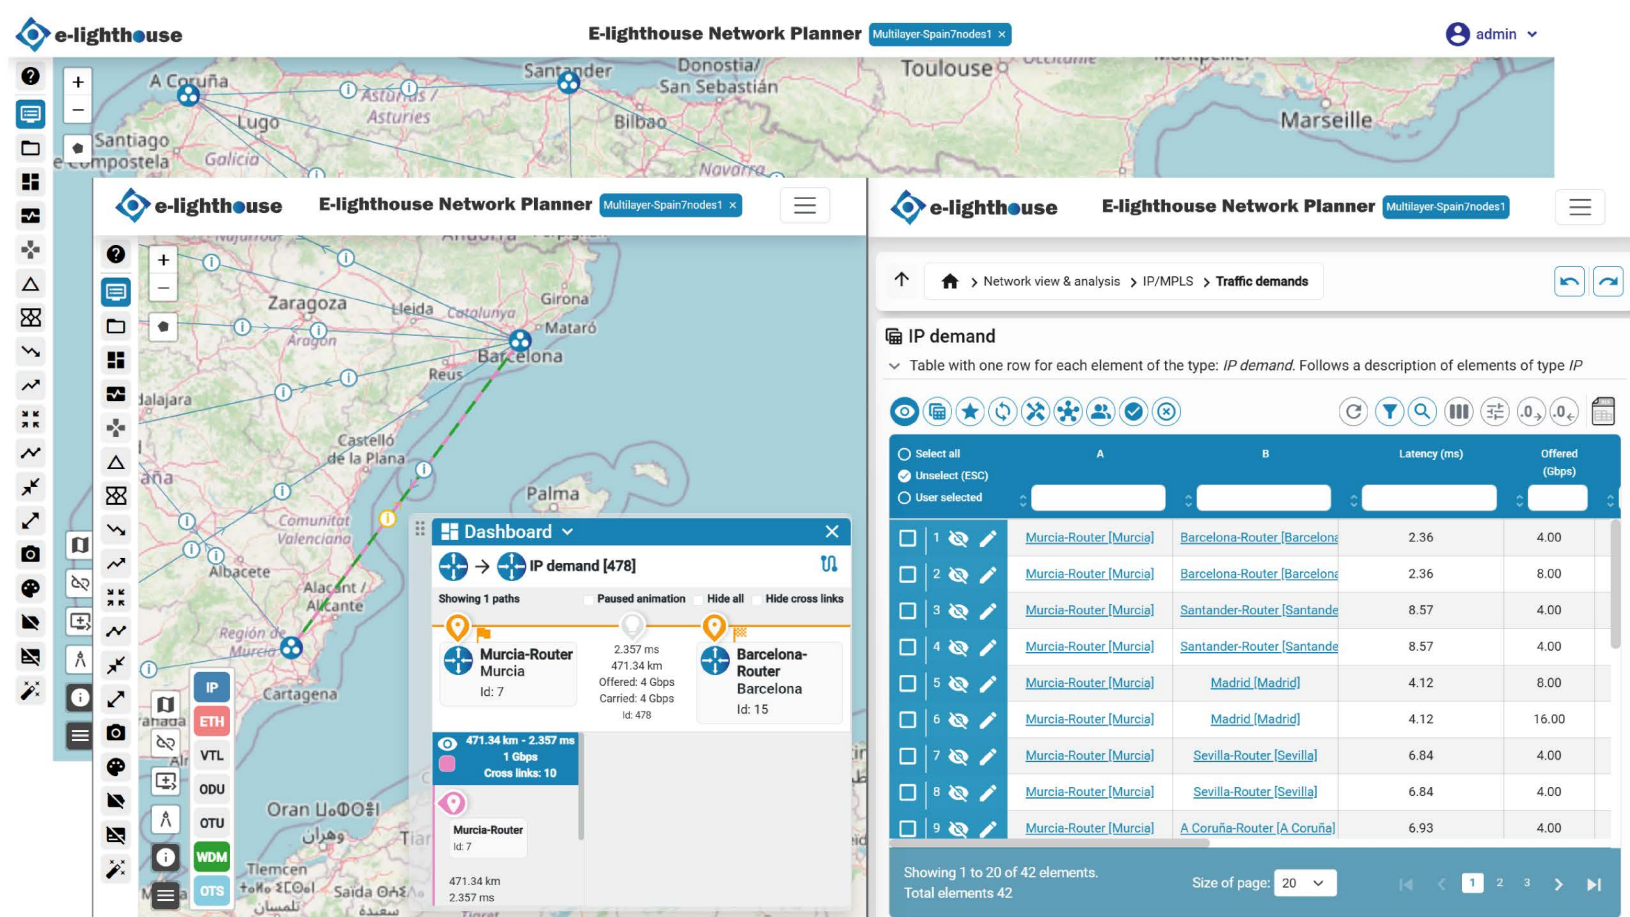 e-lighthouse
E-lighthouse Network Planner
Multilayer-Spain7nodes1 ×
admin
+
−
A Coruña
Asturias /
Asturies
Santander
Donostia/
San Sebastián
Bilbao
Lugo
Santiago
Galicia
Navarra
Toulouse
Marseille
e-lighthouse
E-lighthouse Network Planner
Multilayer-Spain7nodes1 ×
+
−
Zaragoza
Aragón
Lleida
Catalunya
Girona
Mataró
Barcelona
Reus
Castelló
de la Plana
Comunitat
Valenciana
Palma
Albacete
Alacant /
Alicante
Región de
Murcia
Cartagena
IP
ETH
VTL
ODU
OTU
WDM
OTS
Oran ⵡⴰⵀⵔⴰⵏ
وهران
Tlemcen
تلمسان
Saïda
سعيدة
Tiaret
Dashboard
×
→ IP demand [478]
Showing 1 paths
Paused animation
Hide all
Hide cross links
Murcia-Router
Murcia
Id: 7
2.357 ms
471.34 km
Offered: 4 Gbps
Carried: 4 Gbps
Id: 478
Barcelona-
Router
Barcelona
Id: 15
471.34 km - 2.357 ms
1 Gbps
Cross links: 10
Murcia-Router
Id: 7
471.34 km
2.357 ms
e-lighthouse
E-lighthouse Network Planner
Multilayer-Spain7nodes1
Network view & analysis > IP/MPLS > Traffic demands
IP demand
Table with one row for each element of the type: IP demand. Follows a description of elements of type IP
.0→ .0←
Select all
Unselect (ESC)
User selected
A B Latency (ms) Offered
(Gbps)
1 Murcia-Router [Murcia] Barcelona-Router [Barcelona 2.36 4.00
2 Murcia-Router [Murcia] Barcelona-Router [Barcelona 2.36 8.00
3 Murcia-Router [Murcia] Santander-Router [Santande 8.57 4.00
4 Murcia-Router [Murcia] Santander-Router [Santande 8.57 4.00
5 Murcia-Router [Murcia] Madrid [Madrid] 4.12 8.00
6 Murcia-Router [Murcia] Madrid [Madrid] 4.12 16.00
7 Murcia-Router [Murcia] Sevilla-Router [Sevilla] 6.84 4.00
8 Murcia-Router [Murcia] Sevilla-Router [Sevilla] 6.84 4.00
9 Murcia-Router [Murcia] A Coruña-Router [A Coruña] 6.93 4.00
Showing 1 to 20 of 42 elements.
Total elements 42
Size of page: 20
1 2 3